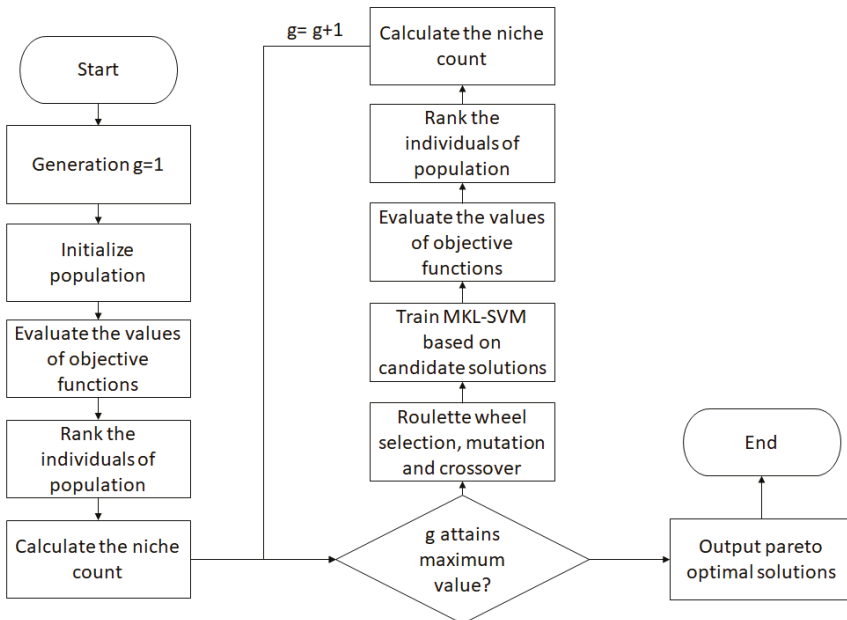 Start
Generation g=1
Initialize
population
Evaluate the values
of objective
functions
Rank the
individuals of
population
Calculate the niche
count
g= g+1
Calculate the niche
count
Rank the
individuals of
population
Evaluate the values
of objective
functions
Train MKL-SVM
based on
candidate solutions
Roulette wheel
selection, mutation
and crossover
g attains
maximum
value?
End
Output pareto
optimal solutions